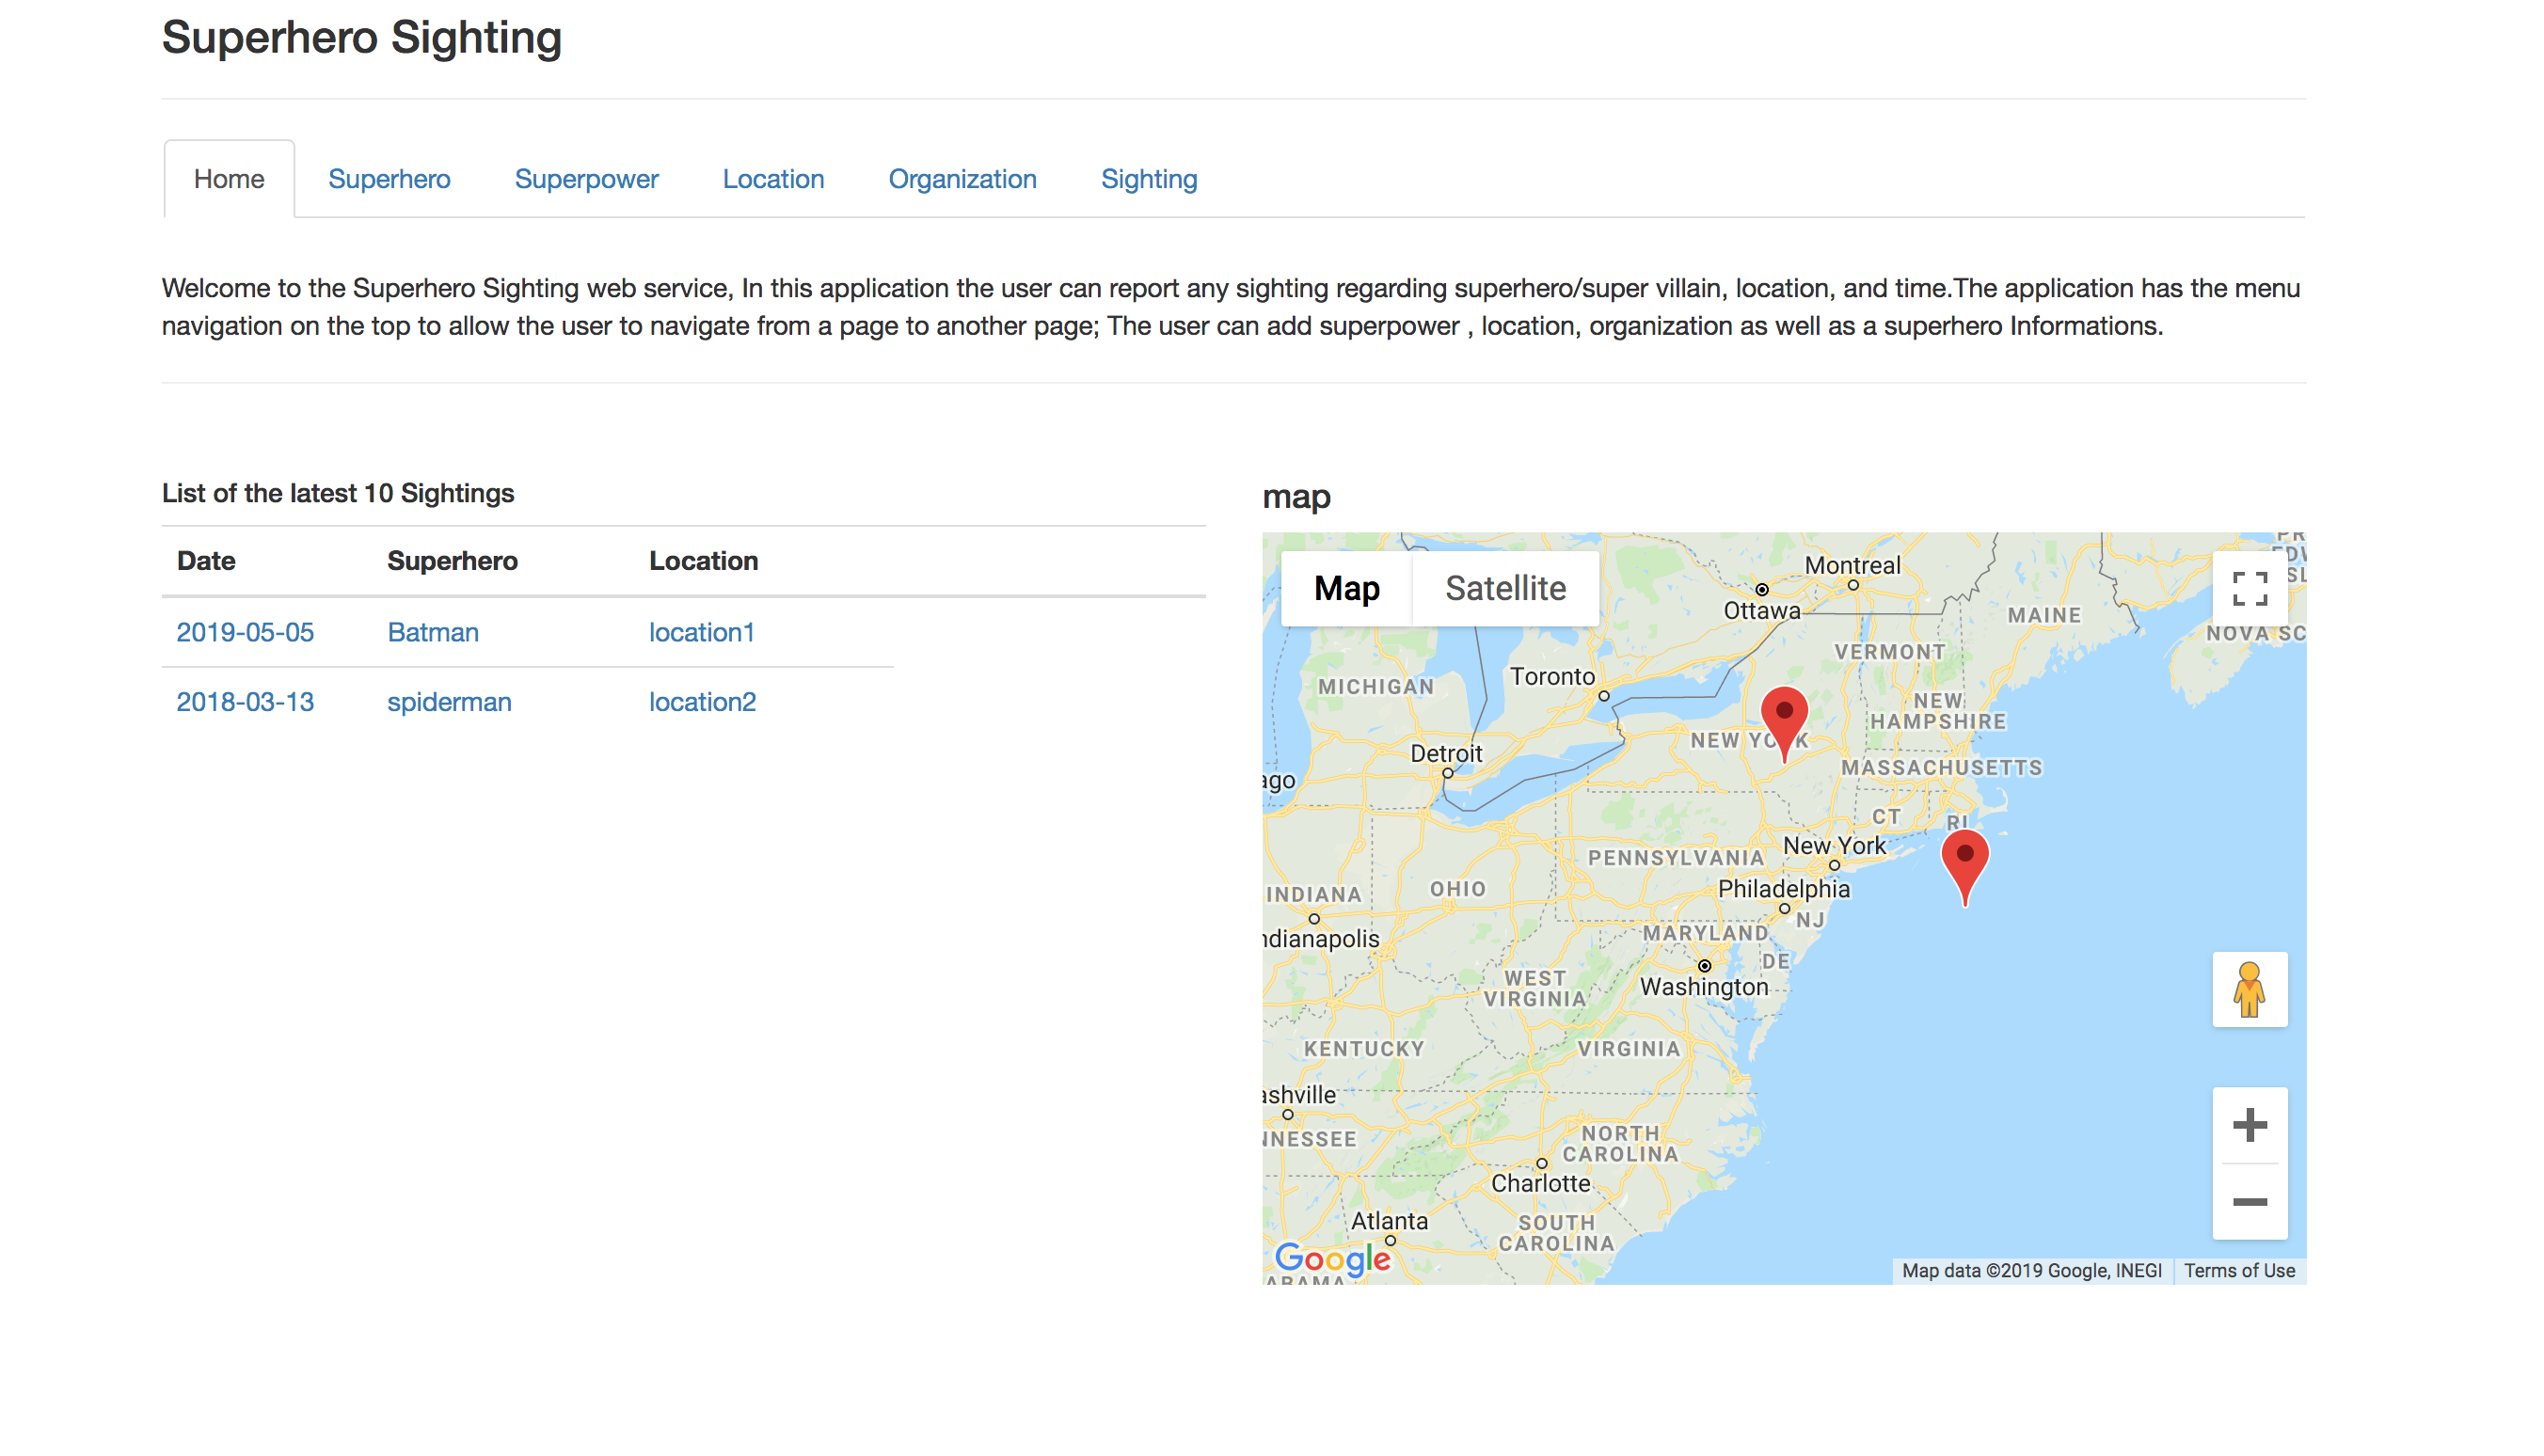 Superhero Sighting
Home Superhero Superpower Location Organization Sighting
Welcome to the Superhero Sighting web service, In this application the user can report any sighting regarding superhero/super villain, location, and time.The application has the menu
navigation on the top to allow the user to navigate from a page to another page; The user can add superpower , location, organization as well as a superhero Informations.
List of the latest 10 Sightings
Date Superhero Location
2019-05-05 Batman location1
2018-03-13 spiderman location2
map
Map Satellite
Montreal
Ottawa
MAINE
NOVA SC
VERMONT
Toronto
MICHIGAN
NEW
HAMPSHIRE
NEW YORK
Detroit
MASSACHUSETTS
ago
CT
RI
New York
PENNSYLVANIA
OHIO
INDIANA
Philadelphia
NJ
MARYLAND
ndianapolis
DE
WEST
VIRGINIA
Washington
KENTUCKY
VIRGINIA
ashville
NNESSEE
NORTH
CAROLINA
Charlotte
Atlanta
SOUTH
CAROLINA
Google
ABAMA
Map data ©2019 Google, INEGI Terms of Use